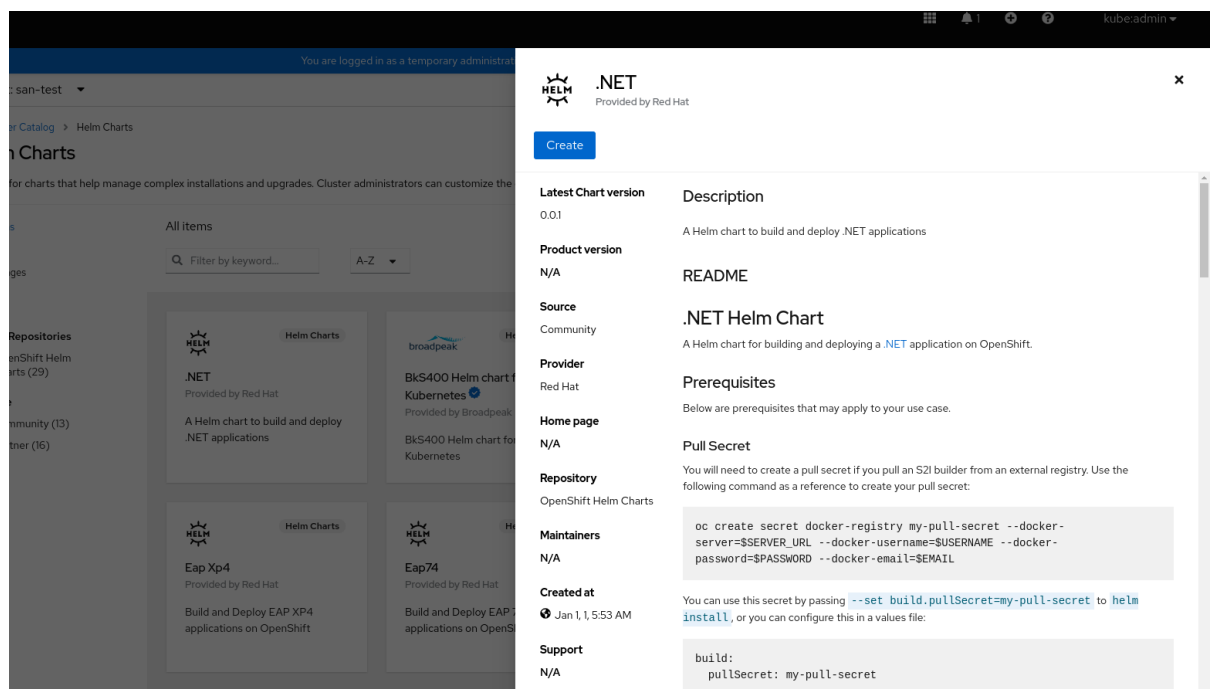 1
kube:admin
You are logged in as a temporary administrat
: san-test
er Catalog > Helm Charts
n Charts
for charts that help manage complex installations and upgrades. Cluster administrators can customize the
All items
Filter by keyword...
A-Z
ges
Repositories
enShift Helm
arts (29)
mmunity (13)
tner (16)
HELM
Helm Charts
.NET
Provided by Red Hat
A Helm chart to build and deploy
.NET applications
broadpeak
He
BkS400 Helm chart f
Kubernetes
Provided by Broadpeak
BkS400 Helm chart for
Kubernetes
HELM
Helm Charts
Eap Xp4
Provided by Red Hat
Build and Deploy EAP XP4
applications on OpenShift
HELM
He
Eap74
Provided by Red Hat
Build and Deploy EAP 7
applications on OpenS
HELM
.NET
Provided by Red Hat
Create
Latest Chart version
0.0.1
Product version
N/A
Source
Community
Provider
Red Hat
Home page
N/A
Repository
OpenShift Helm Charts
Maintainers
N/A
Created at
Jan 1, 1, 5:53 AM
Support
N/A
Description
A Helm chart to build and deploy .NET applications
README
.NET Helm Chart
A Helm chart for building and deploying a .NET application on OpenShift.
Prerequisites
Below are prerequisites that may apply to your use case.
Pull Secret
You will need to create a pull secret if you pull an S2I builder from an external registry. Use the
following command as a reference to create your pull secret:
oc create secret docker-registry my-pull-secret --docker-
server=$SERVER_URL --docker-username=$USERNAME --docker-
password=$PASSWORD --docker-email=$EMAIL
You can use this secret by passing --set build.pullSecret=my-pull-secret to helm
install, or you can configure this in a values file:
build:
pullSecret: my-pull-secret